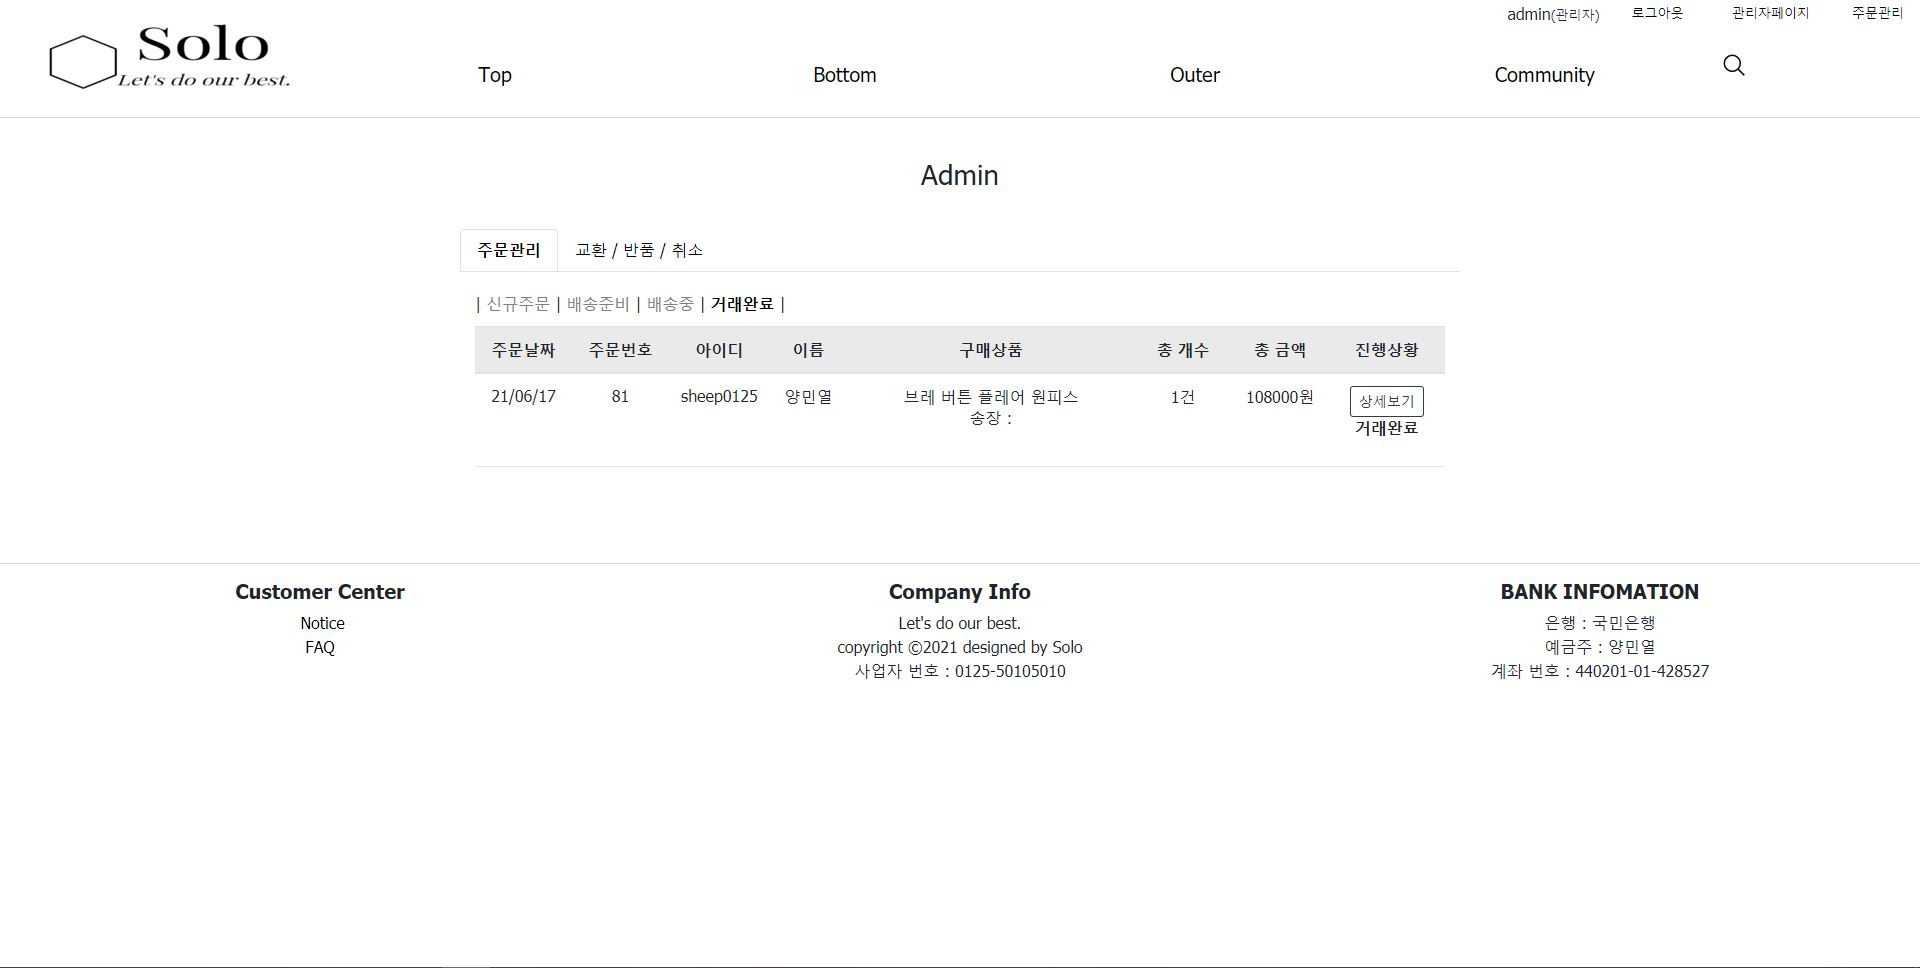 admin(관리자) 로그아웃 관리자페이지 주문관리
Solo
Let's do our best.
Top Bottom Outer Community
Admin
주문관리 교환 / 반품 / 취소
| 신규주문 | 배송준비 | 배송중 | 거래완료 |
주문날짜 주문번호 아이디 이름 구매상품 총 개수 총 금액 진행상황
21/06/17 81 sheep0125 양민열 브레 버튼 플레어 원피스 1건 108000원 상세보기
송장 : 거래완료
Customer Center
Notice
FAQ
Company Info
Let's do our best.
copyright ©2021 designed by Solo
사업자 번호 : 0125-50105010
BANK INFOMATION
은행 : 국민은행
예금주 : 양민열
계좌 번호 : 440201-01-428527